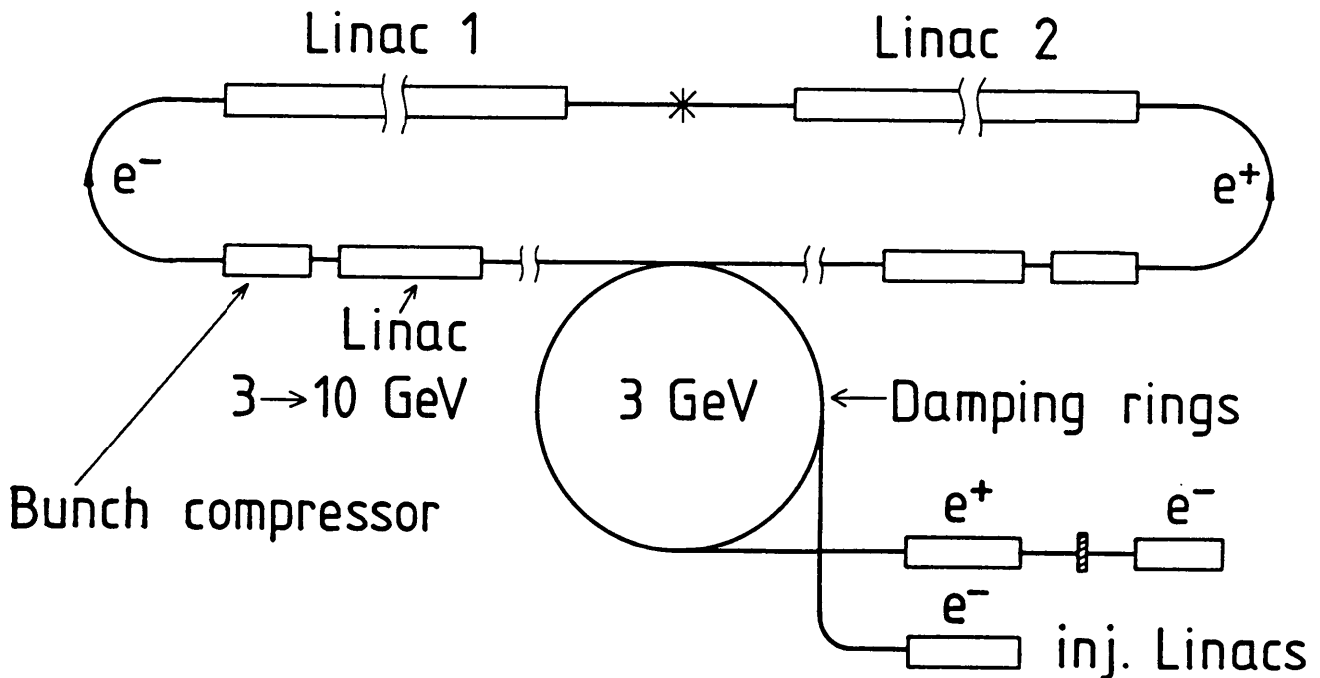 Linac 1
Linac 2
e⁻
e⁺
Linac
3→10 GeV
3 GeV
Damping rings
Bunch compressor
e⁺
e⁻
e⁻
inj. Linacs